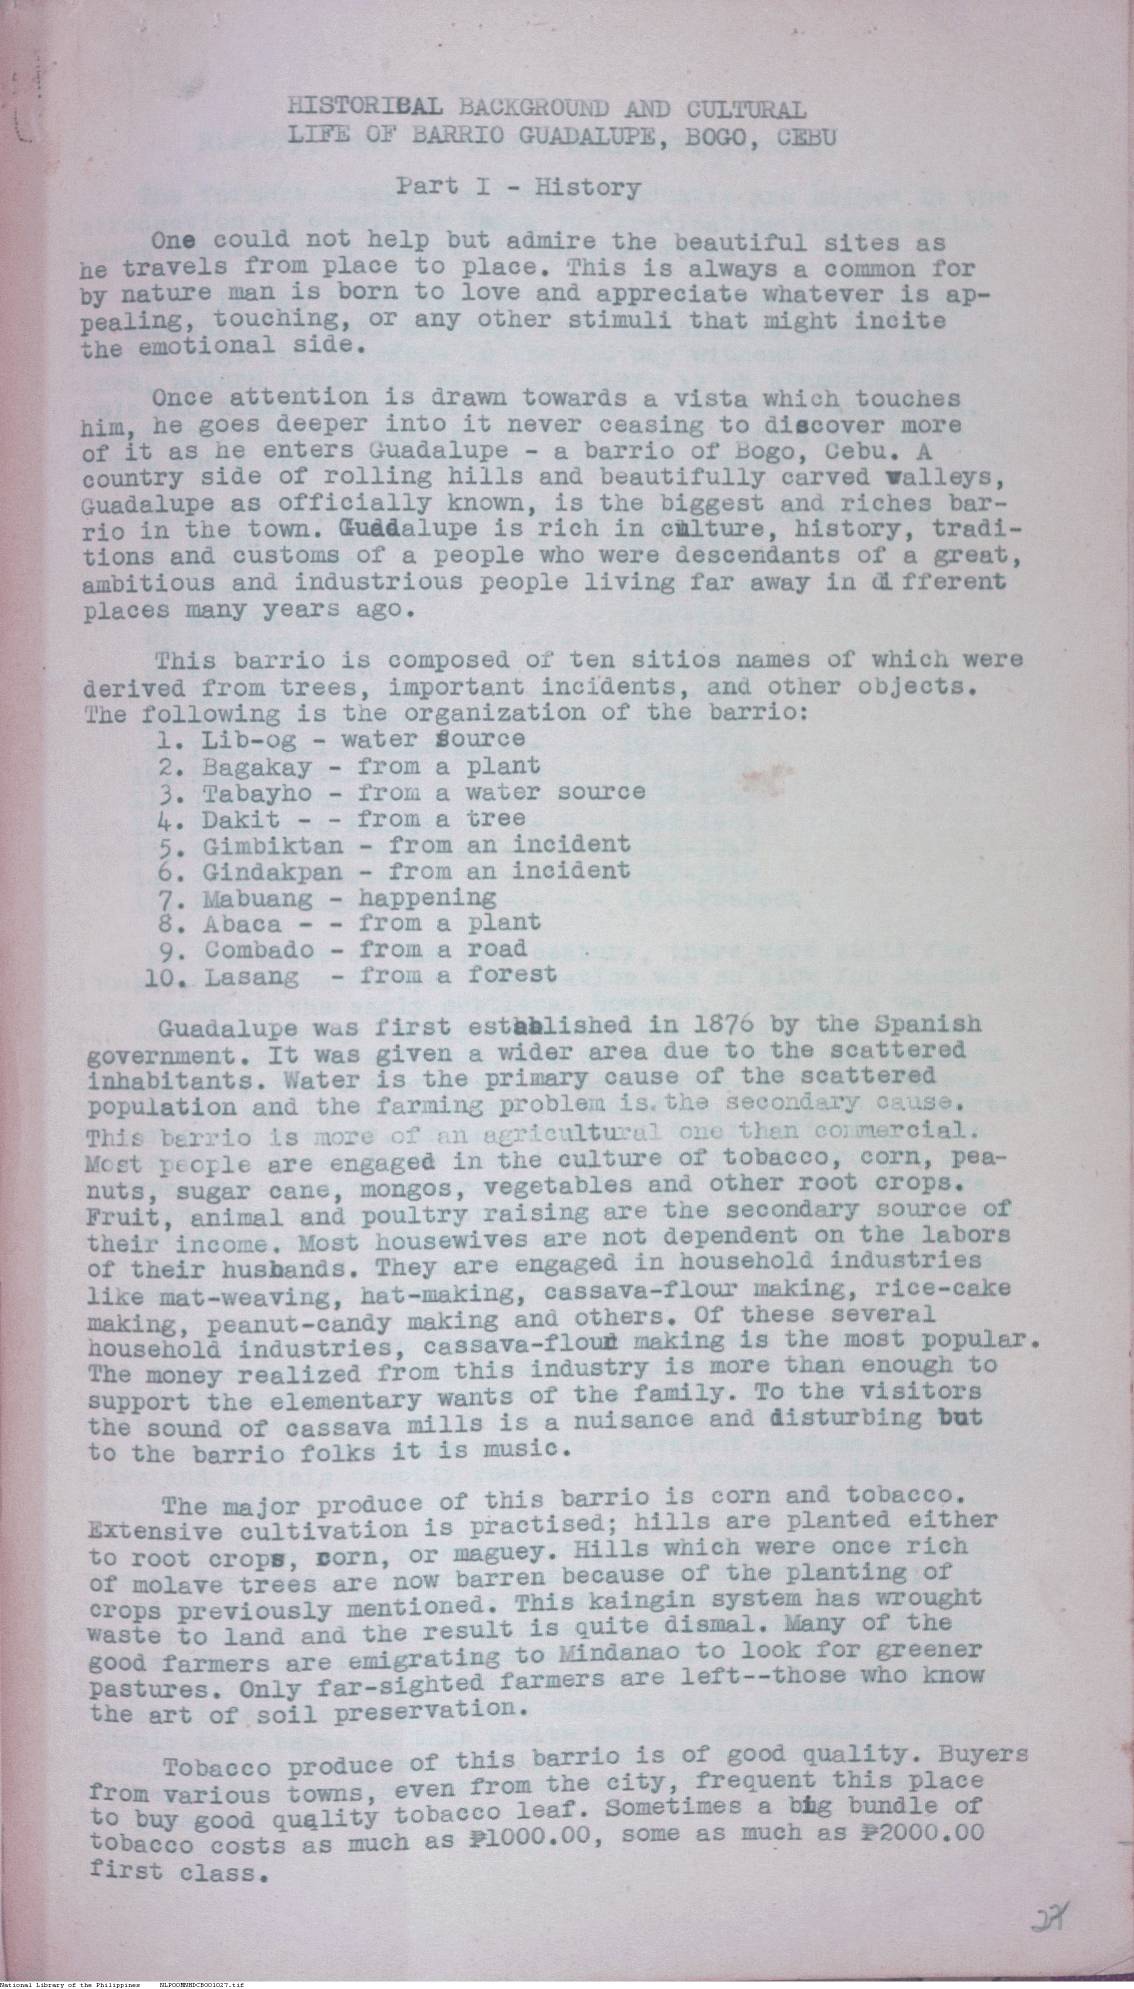 HISTORIBAL BACKGROUND AND CULTURAL
LIFE OF BARRIO GUADALUPE, BOGO, CEBU
Part I - History
One could not help but admire the beautiful sites as
he travels from place to place. This is always a common for
by nature man is born to love and appreciate whatever is ap-
pealing, touching, or any other stimuli that might incite
the emotional side.
Once attention is drawn towards a vista which touches
him, he goes deeper into it never ceasing to discover more
of it as he enters Guadalupe - a barrio of Bogo, Cebu. A
country side of rolling hills and beautifully carved valleys,
Guadalupe as officially known, is the biggest and riches bar-
rio in the town. Guadalupe is rich in culture, history, tradi-
tions and customs of a people who were descendants of a great,
ambitious and industrious people living far away in di fferent
places many years ago.
This barrio is composed of ten sitios names of which were
derived from trees, important incidents, and other objects.
The following is the organization of the barrio:
1. Lib-og - water source
2. Bagakay - from a plant
3. Tabayho - from a water source
4. Dakit - - from a tree
5. Gimbiktan - from an incident
6. Gindakpan - from an incident
7. Mabuang - happening
8. Abaca - - from a plant
9. Combado - from a road
10. Lasang - from a forest
Guadalupe was first established in 1876 by the Spanish
government. It was given a wider area due to the scattered
inhabitants. Water is the primary cause of the scattered
population and the farming problem is the secondary cause.
This barrio is more of an agricultural one than commercial.
Most people are engaged in the culture of tobacco, corn, pea-
nuts, sugar cane, mongos, vegetables and other root crops.
Fruit, animal and poultry raising are the secondary source of
their income. Most housewives are not dependent on the labors
of their husbands. They are engaged in household industries
like mat-weaving, hat-making, cassava-flour making, rice-cake
making, peanut-candy making and others. Of these several
household industries, cassava-flour making is the most popular.
The money realized from this industry is more than enough to
support the elementary wants of the family. To the visitors
the sound of cassava mills is a nuisance and disturbing but
to the barrio folks it is music.
The major produce of this barrio is corn and tobacco.
Extensive cultivation is practised; hills are planted either
to root crops, corn, or maguey. Hills which were once rich
of molave trees are now barren because of the planting of
crops previously mentioned. This kaingin system has wrought
waste to land and the result is quite dismal. Many of the
good farmers are emigrating to Mindanao to look for greener
pastures. Only far-sighted farmers are left--those who know
the art of soil preservation.
Tobacco produce of this barrio is of good quality. Buyers
from various towns, even from the city, frequent this place
to buy good quality tobacco leaf. Sometimes a big bundle of
tobacco costs as much as ₱1000.00, some as much as ₱2000.00
first class.
National Library of the Philippines NLPOOMNHDCB001027.tif